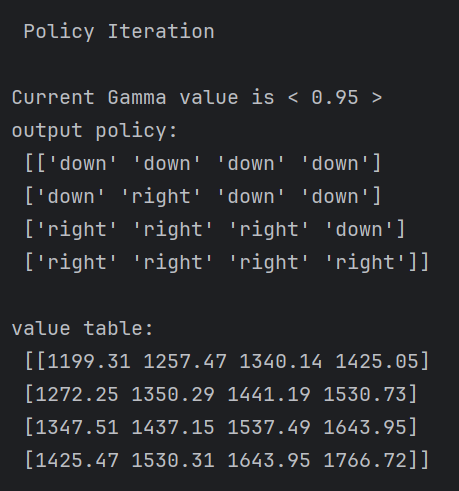 Policy Iteration
Current Gamma value is < 0.95 >
output policy:
[['down' 'down' 'down' 'down']
['down' 'right' 'down' 'down']
['right' 'right' 'right' 'down']
['right' 'right' 'right' 'right']]
value table:
[[1199.31 1257.47 1340.14 1425.05]
[1272.25 1350.29 1441.19 1530.73]
[1347.51 1437.15 1537.49 1643.95]
[1425.47 1530.31 1643.95 1766.72]]